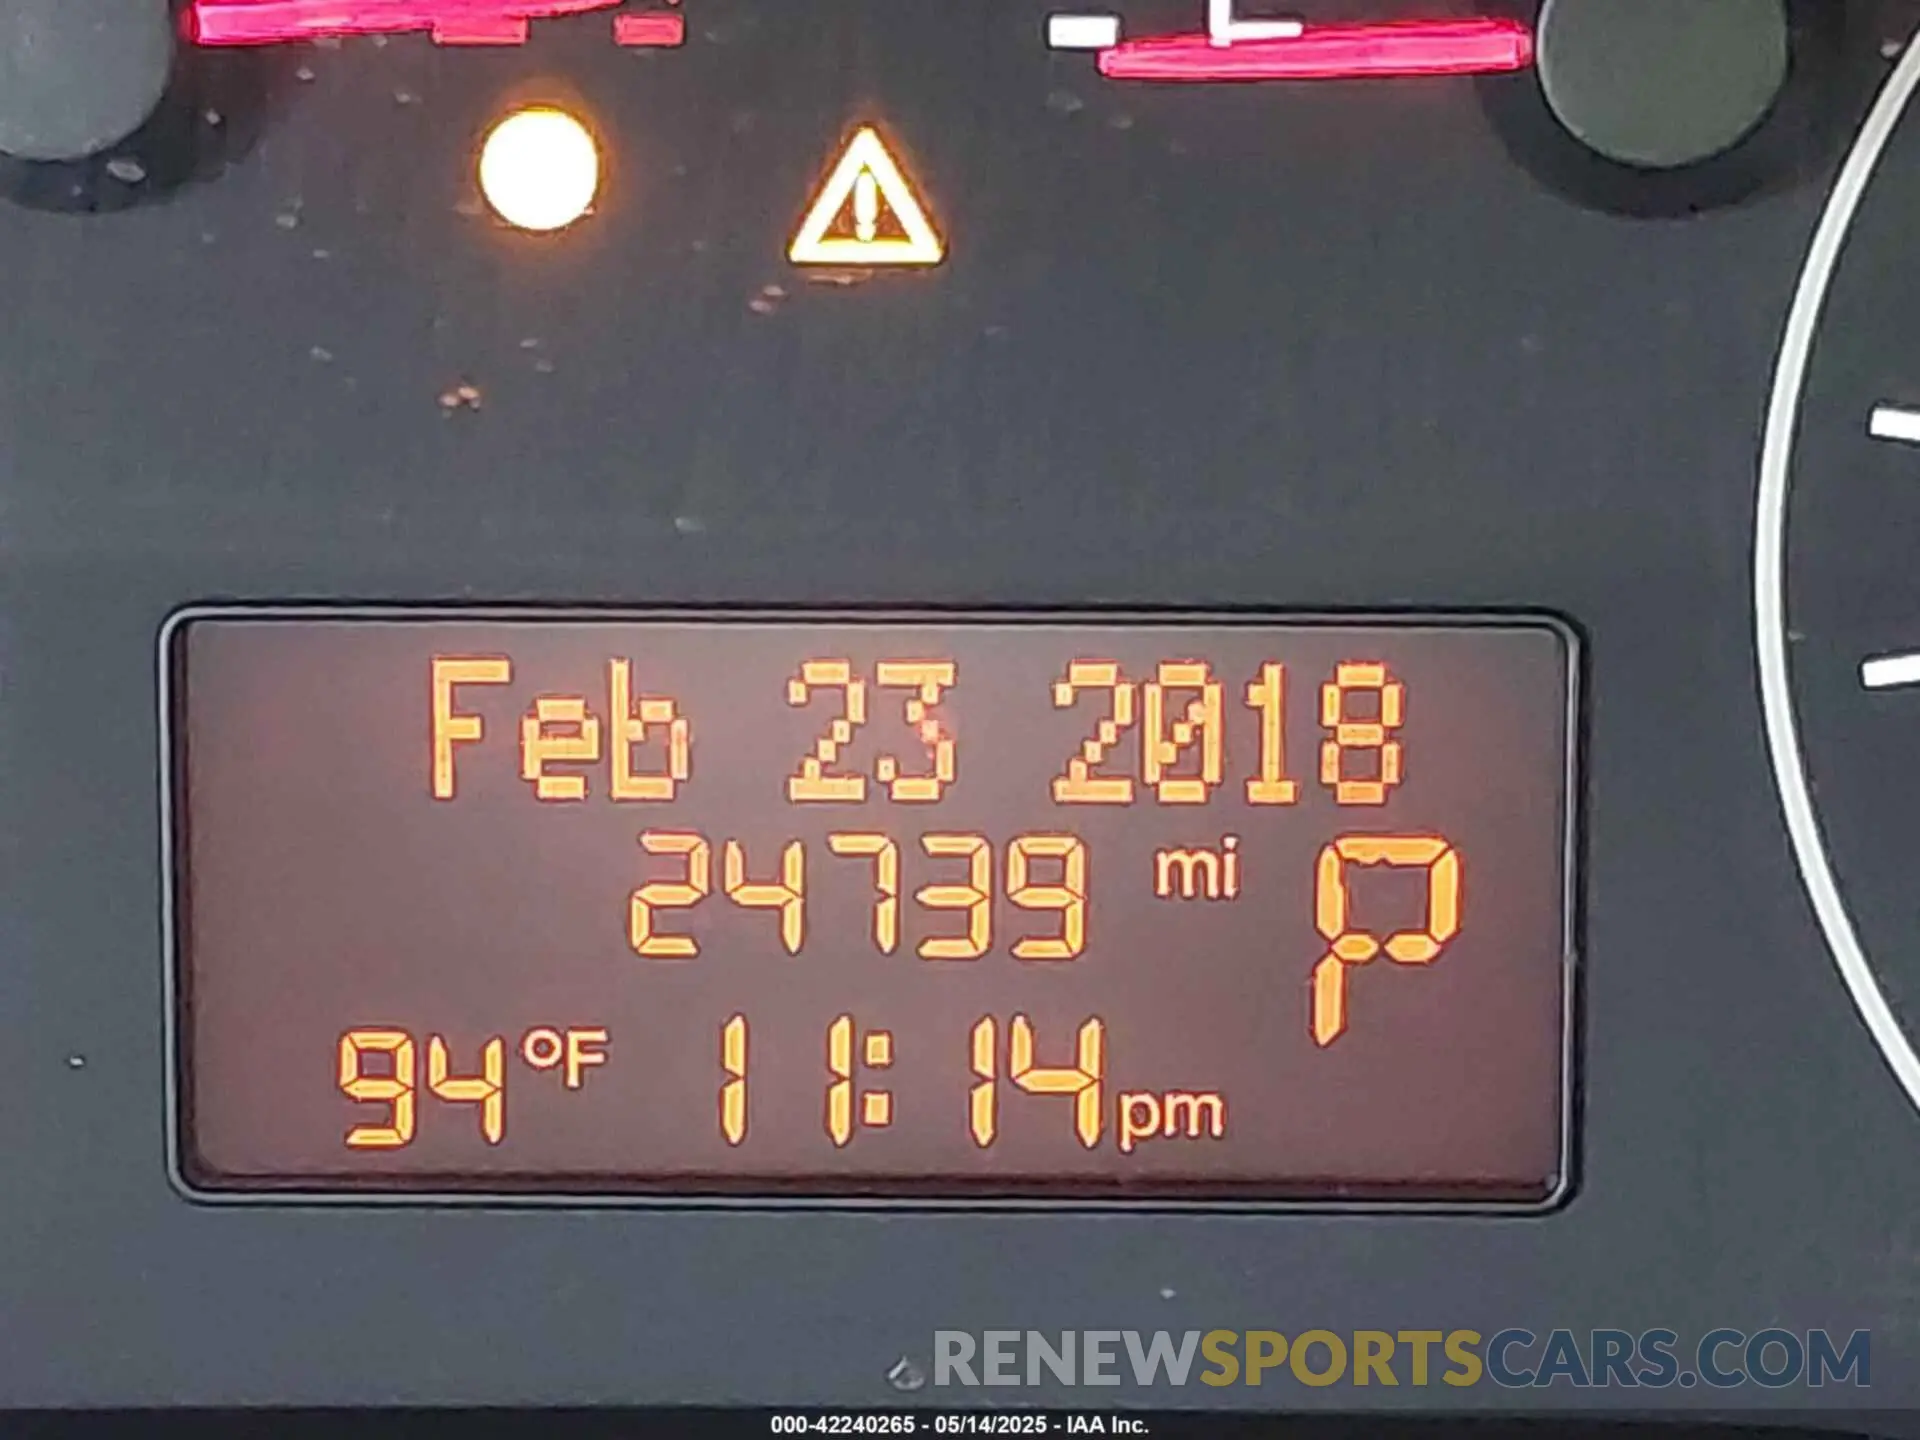 Feb 23 2018
24739 mi P
94 °F 11:14 pm
RENEWSPORTSCARS.COM
000-42240265 - 05/14/2025 - IAA Inc.